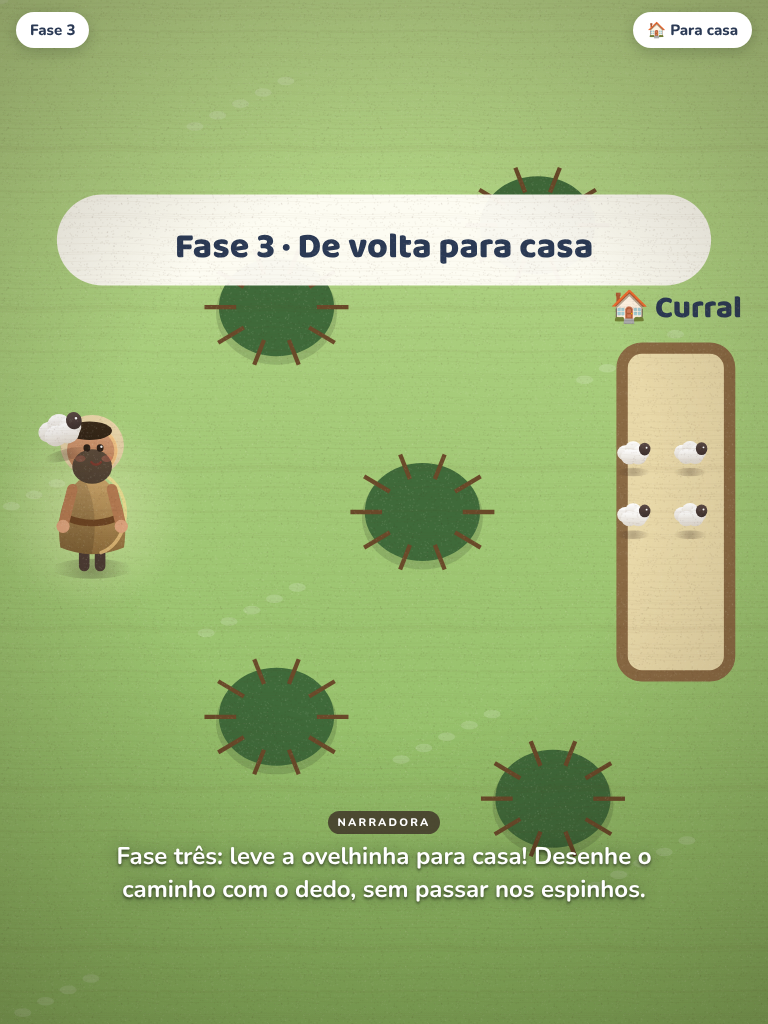 Fase 3
🏠 Para casa
Fase 3 • De volta para casa
🏠 Curral
NARRADORA
Fase três: leve a ovelhinha para casa! Desenhe o
caminho com o dedo, sem passar nos espinhos.